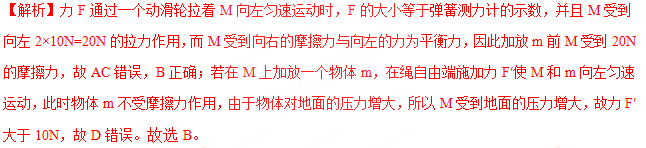 【解析】力 F 通过一个动滑轮拉着 M 向左匀速运动时，F 的大小等于弹簧测力计的示数，并且 M 受到
向左 2×10N=20N 的拉力作用，而 M 受到向右的摩擦力与向左的力为平衡力，因此加放 m 前 M 受到 20N
的摩擦力，故 AC 错误，B 正确；若在 M 上加放一个物体 m，在绳自由端施加力 F′使 M 和 m 向左匀速
运动，此时物体 m 不受摩擦力作用，由于物体对地面的压力增大，所以 M 受到地面的压力增大，故力 F′
大于 10N，故 D 错误。故选 B。